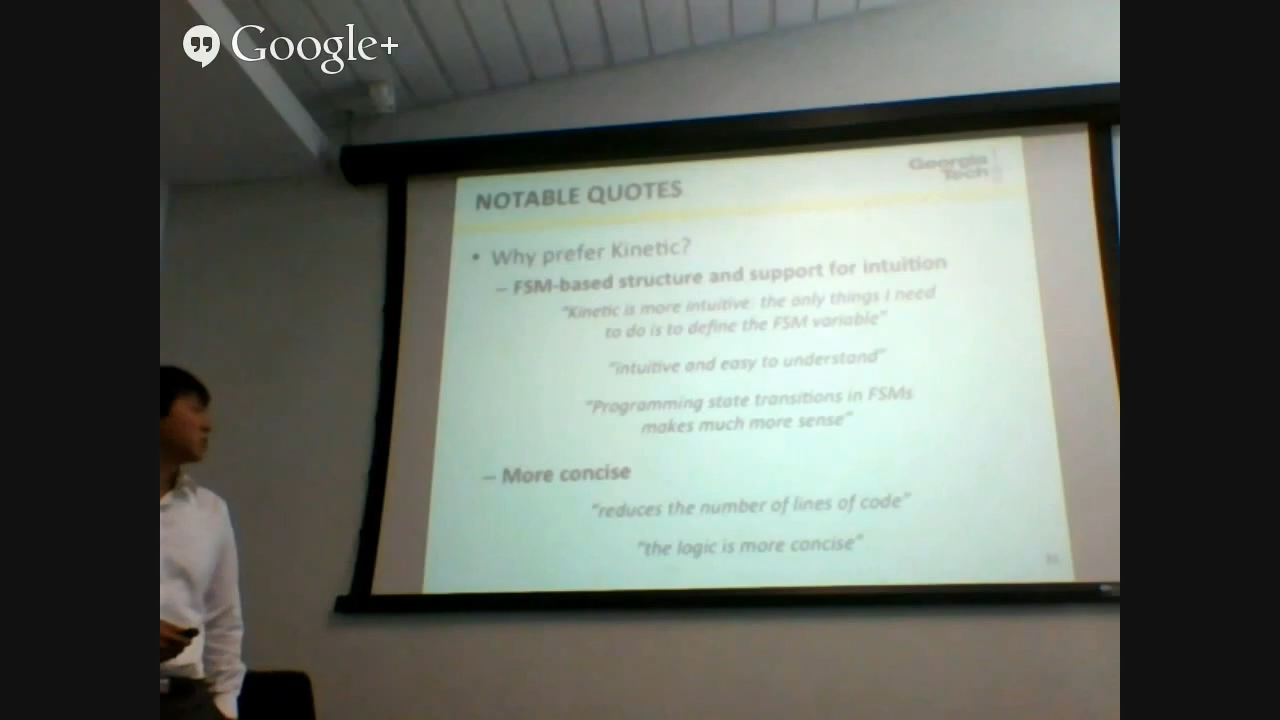 Google+
Georgia
Tech
NOTABLE QUOTES
• Why prefer Kinetic?
– FSM-based structure and support for intuition
"Kinetic is more intuitive: the only things I need
to do is to define the FSM variable"
"intuitive and easy to understand"
"Programming state transitions in FSMs
makes much more sense"
– More concise
"reduces the number of lines of code"
"the logic is more concise"